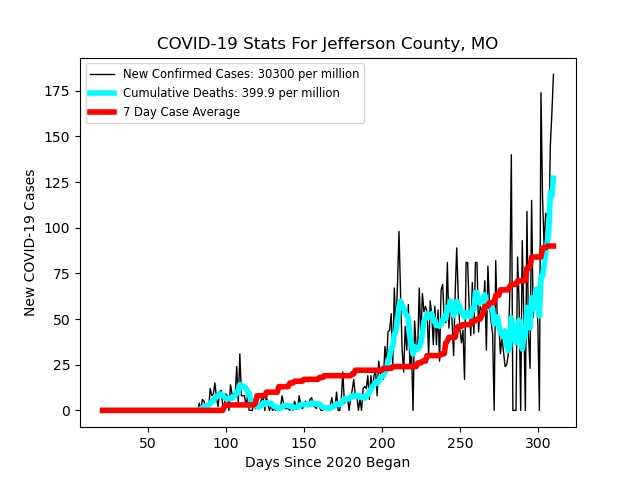 COVID-19 Stats For Jefferson County, MO
New Confirmed Cases: 30300 per million
Cumulative Deaths: 399.9 per million
7 Day Case Average
New COVID-19 Cases
175
150
125
100
75
50
25
0
50 100 150 200 250 300
Days Since 2020 Began